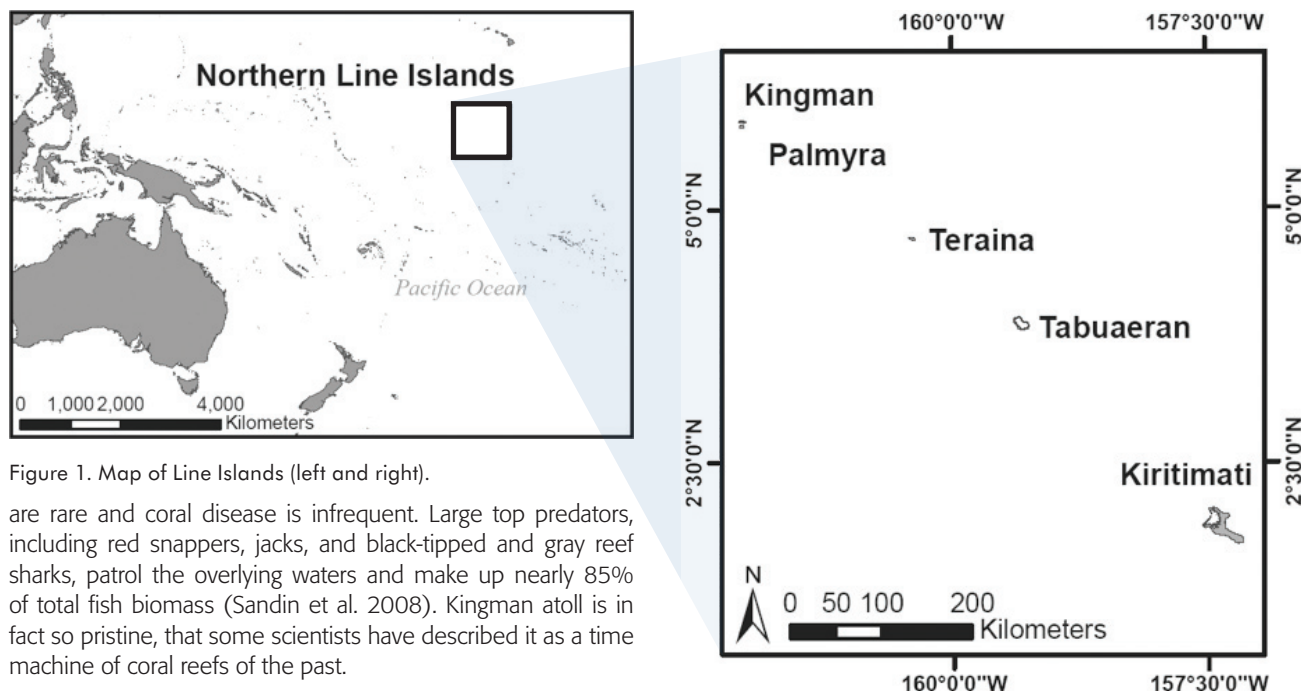 Northern Line Islands
Pacific Ocean
0 1,000 2,000 4,000
Kilometers
160°0'0"W 157°30'0"W
Kingman
Palmyra
5°0'0"N 5°0'0"N
Teraina
Tabuaeran
2°30'0"N 2°30'0"N
Kiritimati
N
0 50 100 200
Kilometers
160°0'0"W 157°30'0"W
Figure 1. Map of Line Islands (left and right).
are rare and coral disease is infrequent. Large top predators,
including red snappers, jacks, and black-tipped and gray reef
sharks, patrol the overlying waters and make up nearly 85%
of total fish biomass (Sandin et al. 2008). Kingman atoll is in
fact so pristine, that some scientists have described it as a time
machine of coral reefs of the past.